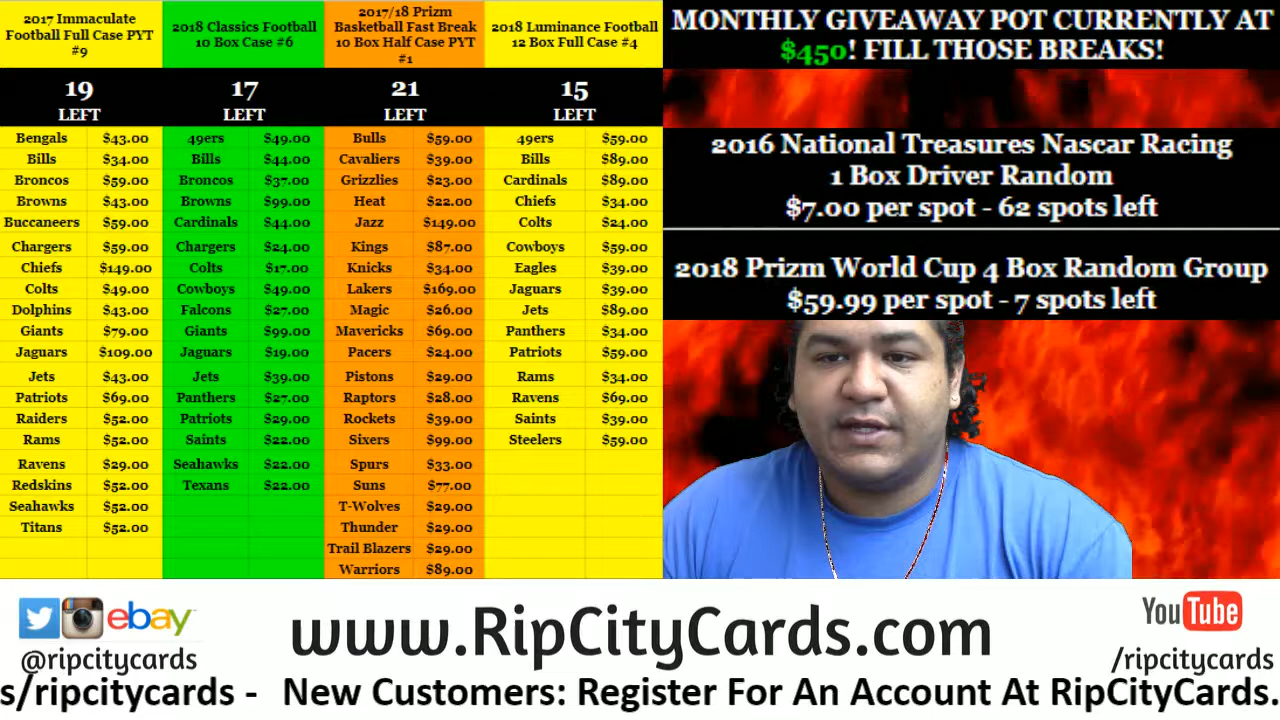 2017 Immaculate
Football Full Case PYT
#9
19
LEFT
Bengals $43.00
Bills $34.00
Broncos $59.00
Browns $43.00
Buccaneers $59.00
Chargers $59.00
Chiefs $149.00
Colts $49.00
Dolphins $43.00
Giants $79.00
Jaguars $109.00
Jets $43.00
Patriots $69.00
Raiders $52.00
Rams $52.00
Ravens $29.00
Redskins $52.00
Seahawks $52.00
Titans $52.00
2018 Classics Football
10 Box Case #6
17
LEFT
49ers $49.00
Bills $44.00
Broncos $37.00
Browns $99.00
Cardinals $44.00
Chargers $24.00
Colts $17.00
Cowboys $49.00
Falcons $27.00
Giants $99.00
Jaguars $19.00
Jets $39.00
Panthers $27.00
Patriots $29.00
Saints $22.00
Seahawks $22.00
Texans $22.00
2017/18 Prizm
Basketball Fast Break
10 Box Half Case PYT
#1
21
LEFT
Bulls $59.00
Cavaliers $39.00
Grizzlies $23.00
Heat $22.00
Jazz $149.00
Kings $87.00
Knicks $34.00
Lakers $169.00
Magic $26.00
Mavericks $69.00
Pacers $24.00
Pistons $29.00
Raptors $28.00
Rockets $39.00
Sixers $99.00
Spurs $33.00
Suns $77.00
T-Wolves $29.00
Thunder $29.00
Trail Blazers $29.00
Warriors $89.00
2018 Luminance Football
12 Box Full Case #4
15
LEFT
49ers $59.00
Bills $89.00
Cardinals $89.00
Chiefs $34.00
Colts $24.00
Cowboys $59.00
Eagles $39.00
Jaguars $39.00
Jets $89.00
Panthers $34.00
Patriots $59.00
Rams $34.00
Ravens $69.00
Saints $39.00
Steelers $59.00
MONTHLY GIVEAWAY POT CURRENTLY AT
$450! FILL THOSE BREAKS!
2016 National Treasures Nascar Racing
1 Box Driver Random
$7.00 per spot - 62 spots left
2018 Prizm World Cup 4 Box Random Group
$59.99 per spot - 7 spots left
ebay
@ripcitycards
www.RipCityCards.com
YouTube
/ripcitycards
s/ripcitycards - New Customers: Register For An Account At RipCityCards.